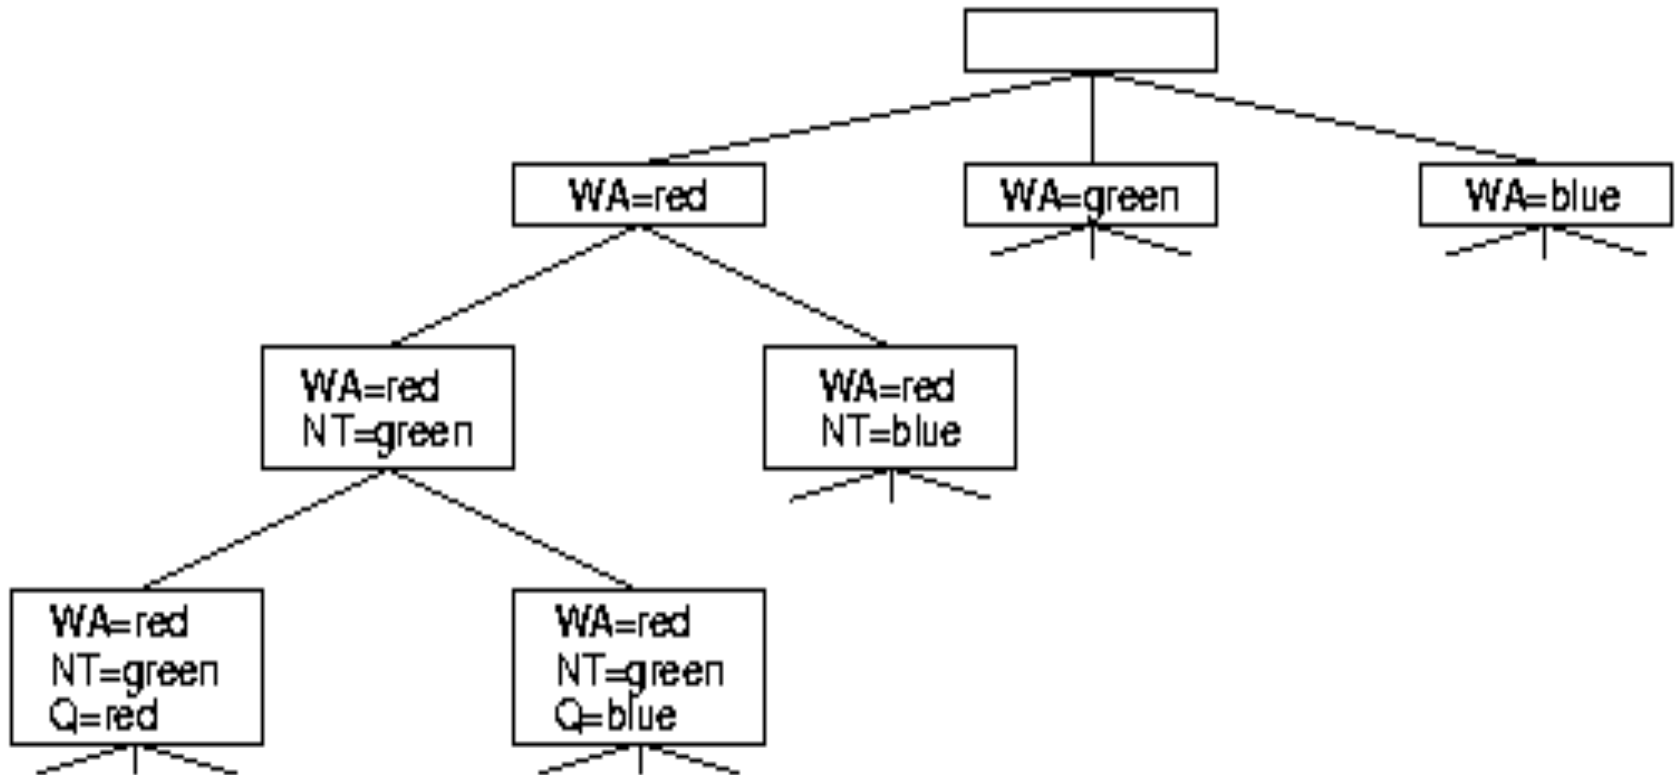 WA=red
WA=green
WA=blue
WA=red
NT=green
WA=red
NT=blue
WA=red
NT=green
Q=red
WA=red
NT=green
Q=blue